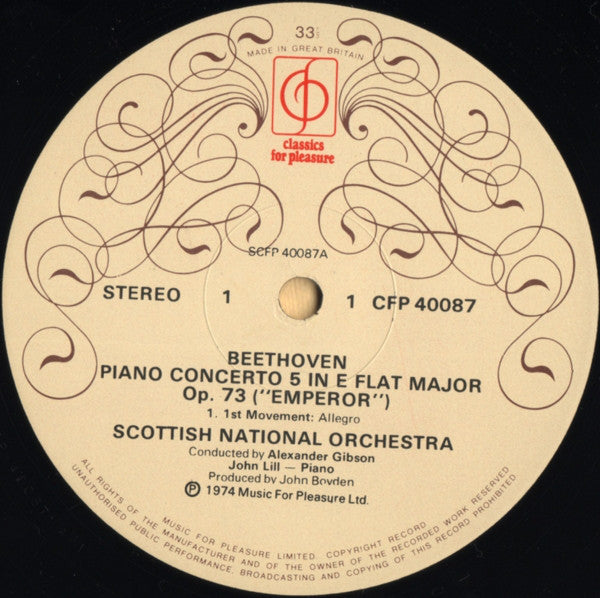 33⅓
MADE IN GREAT BRITAIN
classics
for pleasure
SCFP 40087A
STEREO 1 1 CFP 40087
BEETHOVEN
PIANO CONCERTO 5 IN E FLAT MAJOR
Op. 73 (''EMPEROR'')
1. 1st Movement: Allegro
SCOTTISH NATIONAL ORCHESTRA
Conducted by Alexander Gibson
John Lill — Piano
Produced by John Boyden
Ⓟ 1974 Music For Pleasure Ltd.
MUSIC FOR PLEASURE LIMITED. COPYRIGHT RECORD
ALL RIGHTS OF THE MANUFACTURER AND OF THE OWNER OF THE RECORDED WORK RESERVED
UNAUTHORISED PUBLIC PERFORMANCE, BROADCASTING AND COPYING OF THIS RECORD PROHIBITED.